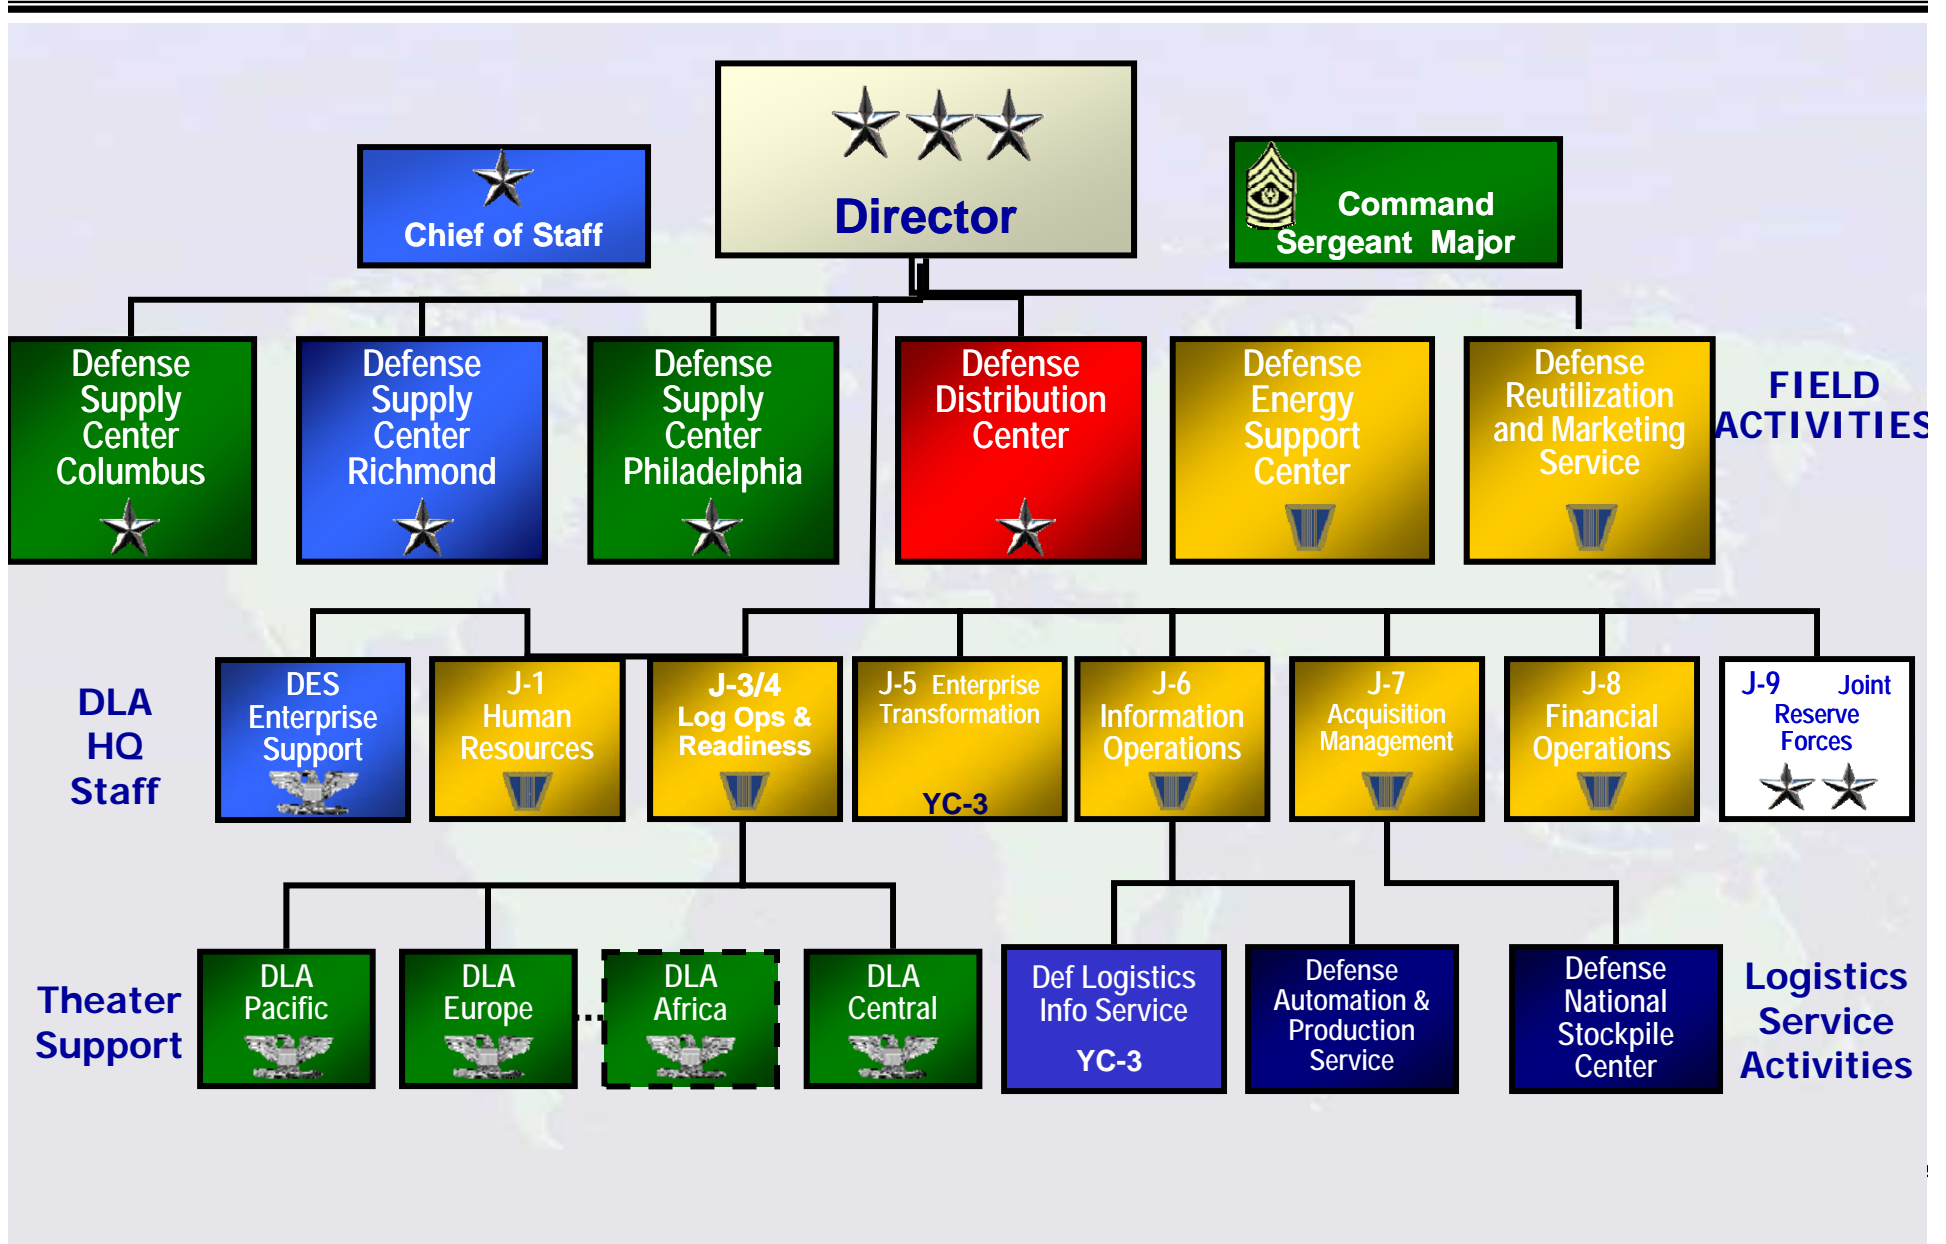 Director
Chief of Staff
Command
Sergeant Major
Defense
Supply
Center
Columbus
Defense
Supply
Center
Richmond
Defense
Supply
Center
Philadelphia
Defense
Distribution
Center
Defense
Energy
Support
Center
Defense
Reutilization
and Marketing
Service
FIELD
ACTIVITIES
DLA
HQ
Staff
DES
Enterprise
Support
J-1
Human
Resources
J-3/4
Log Ops &
Readiness
J-5 Enterprise
Transformation
YC-3
J-6
Information
Operations
J-7
Acquisition
Management
J-8
Financial
Operations
J-9 Joint
Reserve
Forces
Theater
Support
DLA
Pacific
DLA
Europe
DLA
Africa
DLA
Central
Def Logistics
Info Service
YC-3
Defense
Automation &
Production
Service
Defense
National
Stockpile
Center
Logistics
Service
Activities